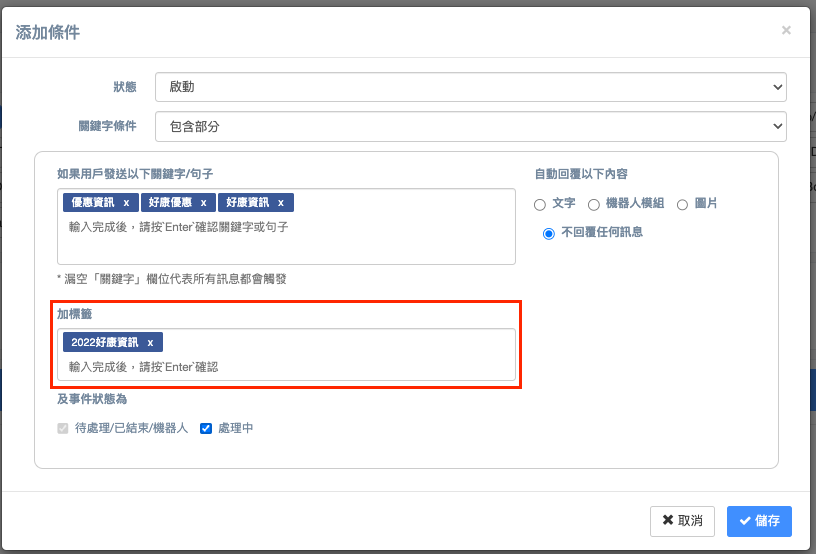 添加條件
×
狀態
啟動
關鍵字條件
包含部分
如果用戶發送以下關鍵字/句子
優惠資訊 x 好康優惠 x 好康資訊 x
輸入完成後，請按`Enter`確認關鍵字或句子
* 漏空「關鍵字」欄位代表所有訊息都會觸發
自動回覆以下內容
文字 機器人模組 圖片
不回覆任何訊息
加標籤
2022好康資訊 x
輸入完成後，請按`Enter`確認
及事件狀態為
待處理/已結束/機器人 處理中
✖ 取消 ✔ 儲存